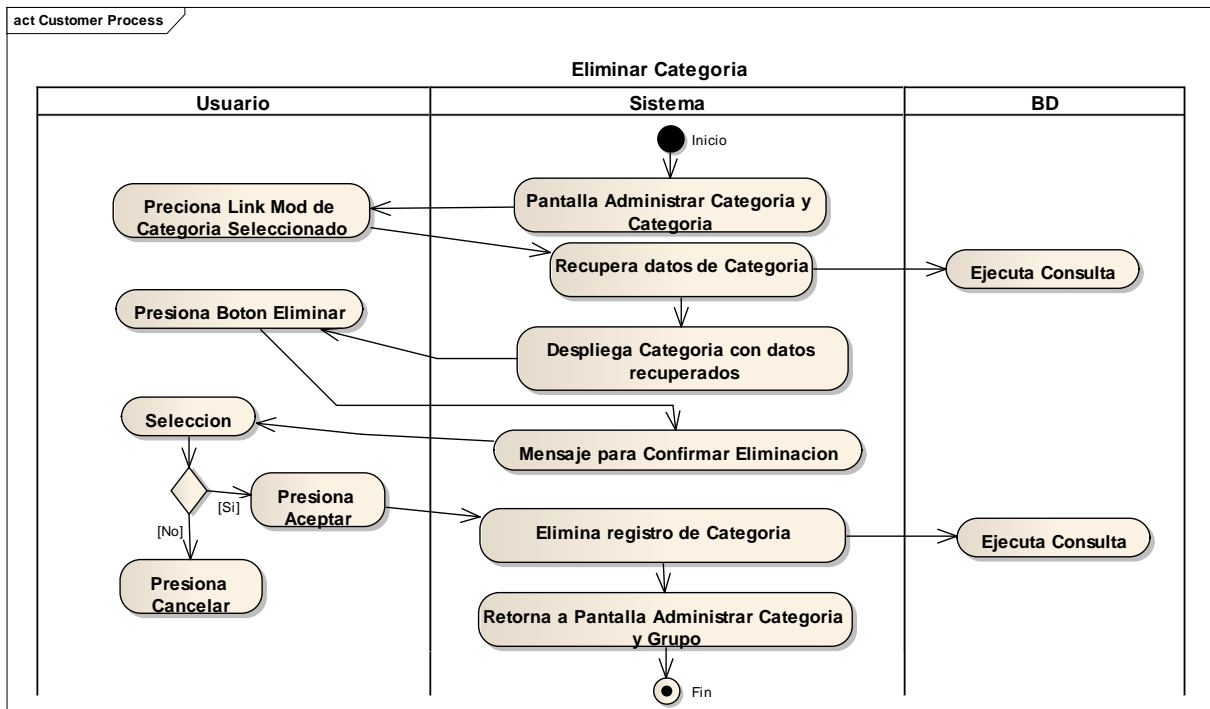 act Customer Process
Eliminar Categoria
Usuario
Sistema
BD
Inicio
Pantalla Administrar Categoria y
Categoria
Preciona Link Mod de
Categoria Seleccionado
Recupera datos de Categoria
Ejecuta Consulta
Presiona Boton Eliminar
Despliega Categoria con datos
recuperados
Seleccion
Mensaje para Confirmar Eliminacion
[Si]
Presiona
Aceptar
[No]
Elimina registro de Categoria
Ejecuta Consulta
Presiona
Cancelar
Retorna a Pantalla Administrar Categoria
y Grupo
Fin